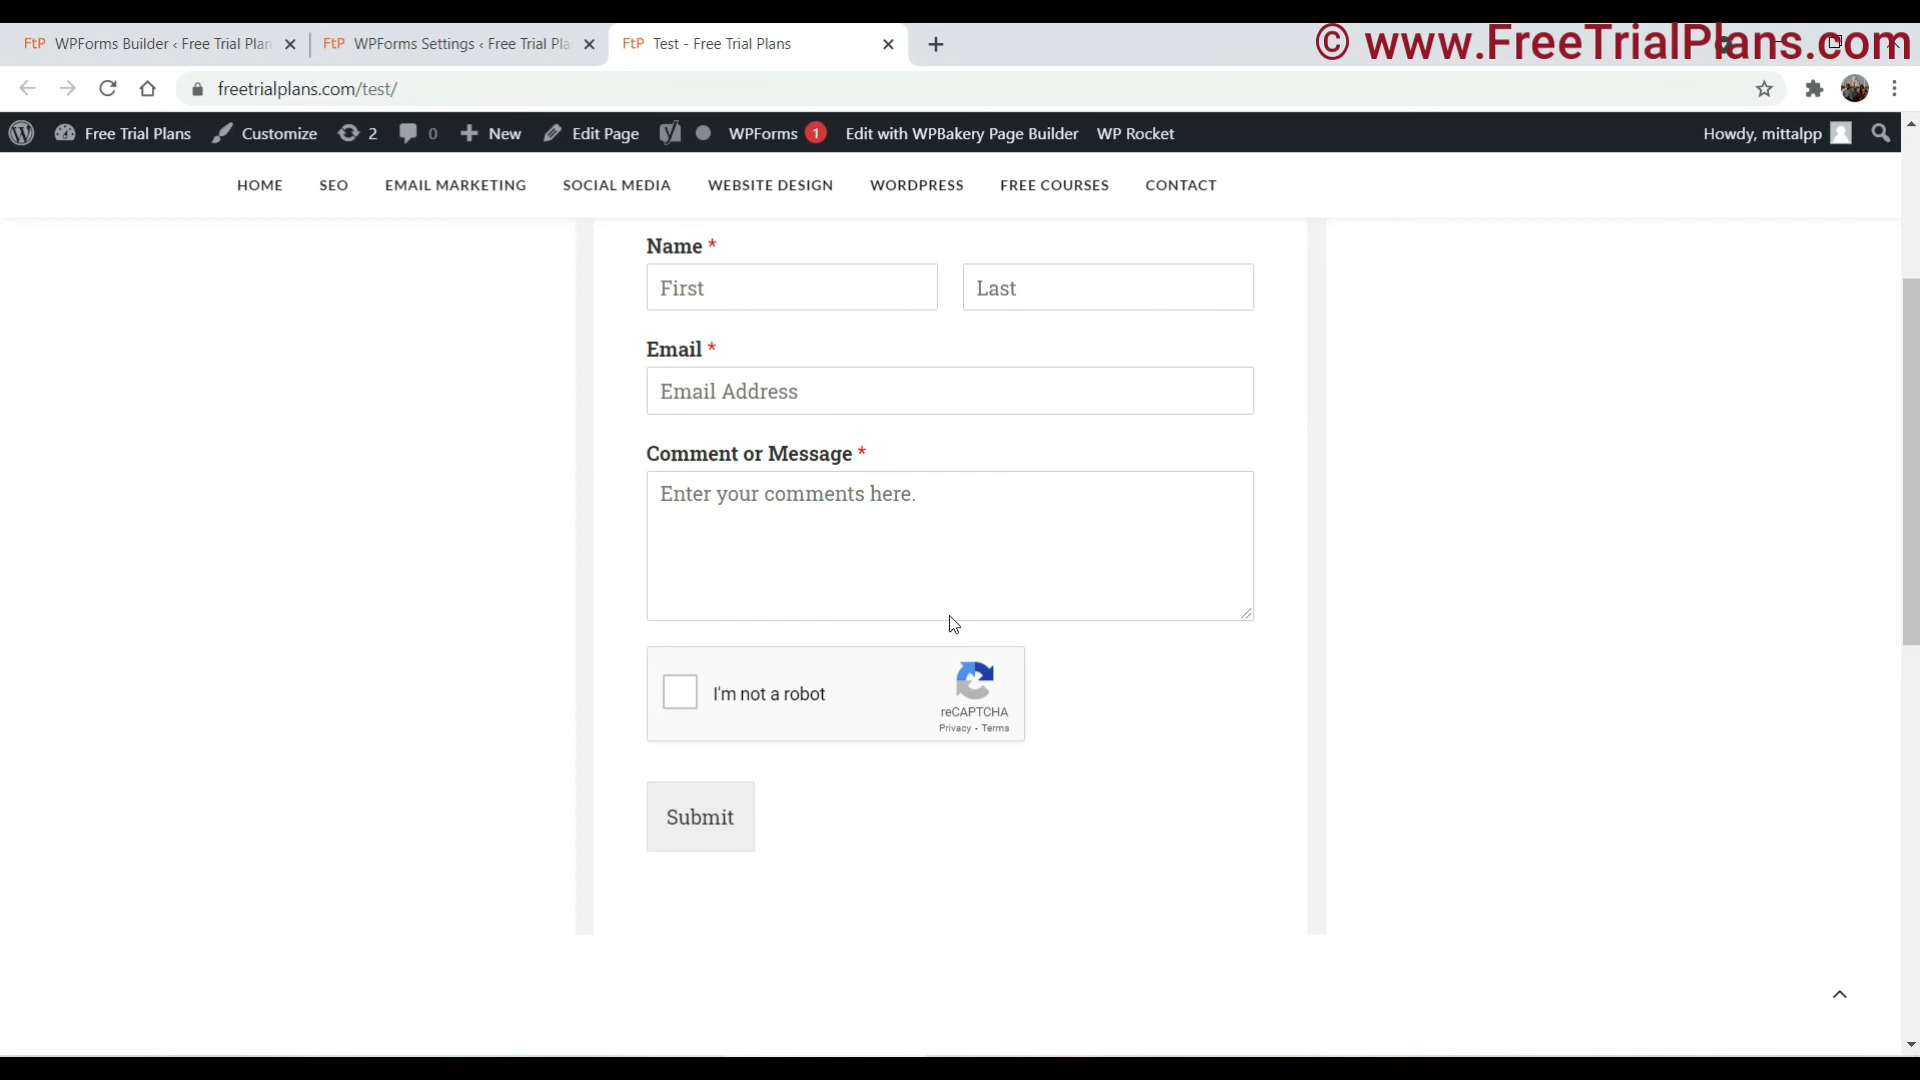 FtP WPForms Builder ‹ Free Trial Plan
FtP WPForms Settings ‹ Free Trial Pla
FtP Test - Free Trial Plans
© www.FreeTrialPlans.com
freetrialplans.com/test/
Free Trial Plans Customize 2 0 New Edit Page WPForms 1 Edit with WPBakery Page Builder WP Rocket Howdy, mittalpp
HOME SEO EMAIL MARKETING SOCIAL MEDIA WEBSITE DESIGN WORDPRESS FREE COURSES CONTACT
Name *
First Last
Email *
Email Address
Comment or Message *
Enter your comments here.
I'm not a robot
reCAPTCHA
Privacy - Terms
Submit